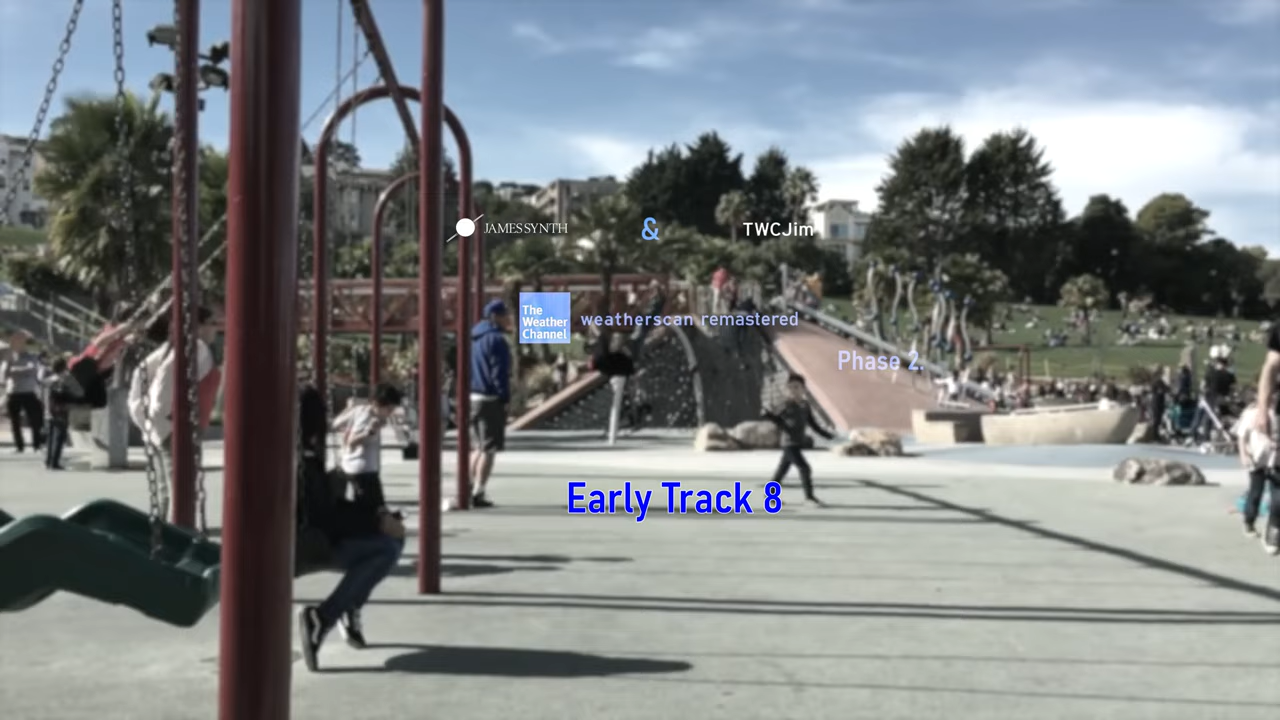 JAMESSYNTH & TWCJim
The
Weather
Channel
weatherscan remastered
Phase 2.
Early Track 8